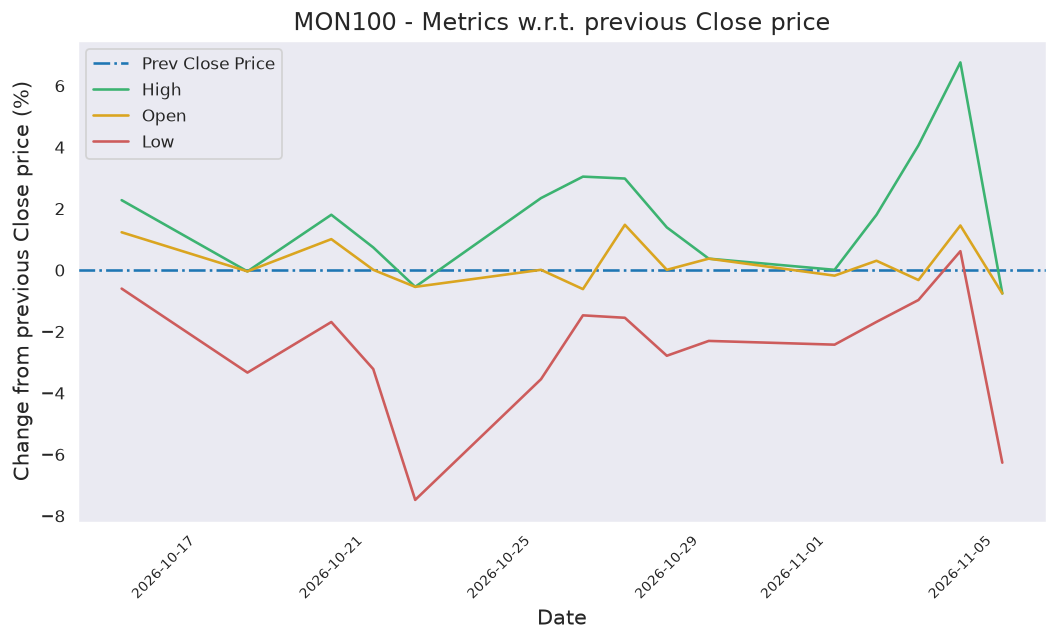 MON100 - Metrics w.r.t. previous Close price
Prev Close Price
High
Open
Low
Change from previous Close price (%)
6
4
2
0
−2
−4
−6
−8
2026-10-17
2026-10-21
2026-10-25
2026-10-29
2026-11-01
2026-11-05
Date